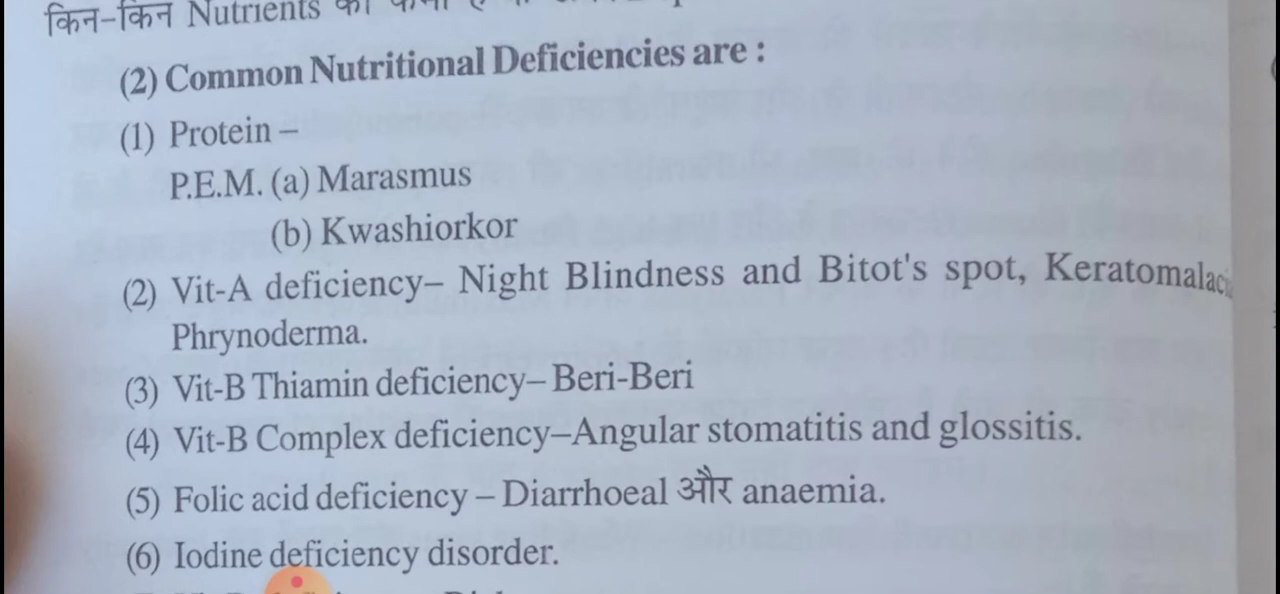 किन-किन Nutrients की कमी
(2) Common Nutritional Deficiencies are :
(1) Protein –
P.E.M. (a) Marasmus
(b) Kwashiorkor
(2) Vit-A deficiency– Night Blindness and Bitot's spot, Keratomalac
Phrynoderma.
(3) Vit-B Thiamin deficiency– Beri-Beri
(4) Vit-B Complex deficiency–Angular stomatitis and glossitis.
(5) Folic acid deficiency – Diarrhoeal और anaemia.
(6) Iodine deficiency disorder.